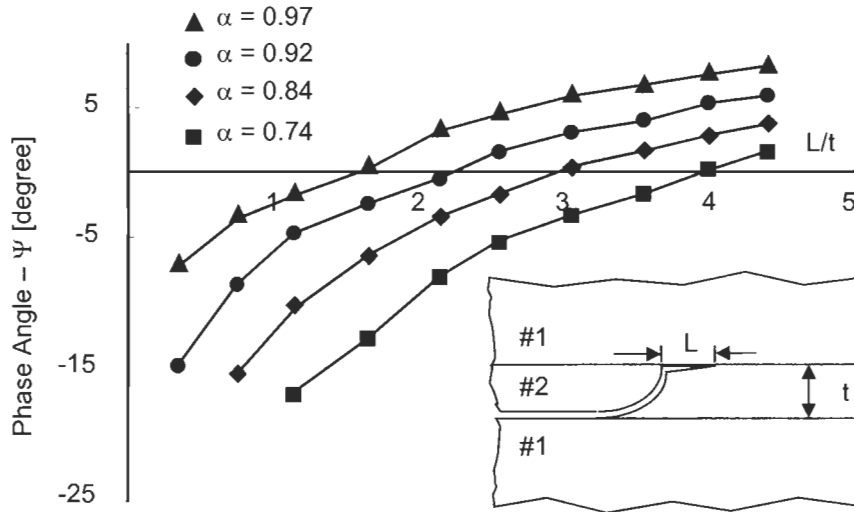 α = 0.97
α = 0.92
α = 0.84
α = 0.74
Phase Angle – Ψ [degree]
5
-5
-15
-25
L/t
1
2
3
4
5
#1
L
#2
t
#1